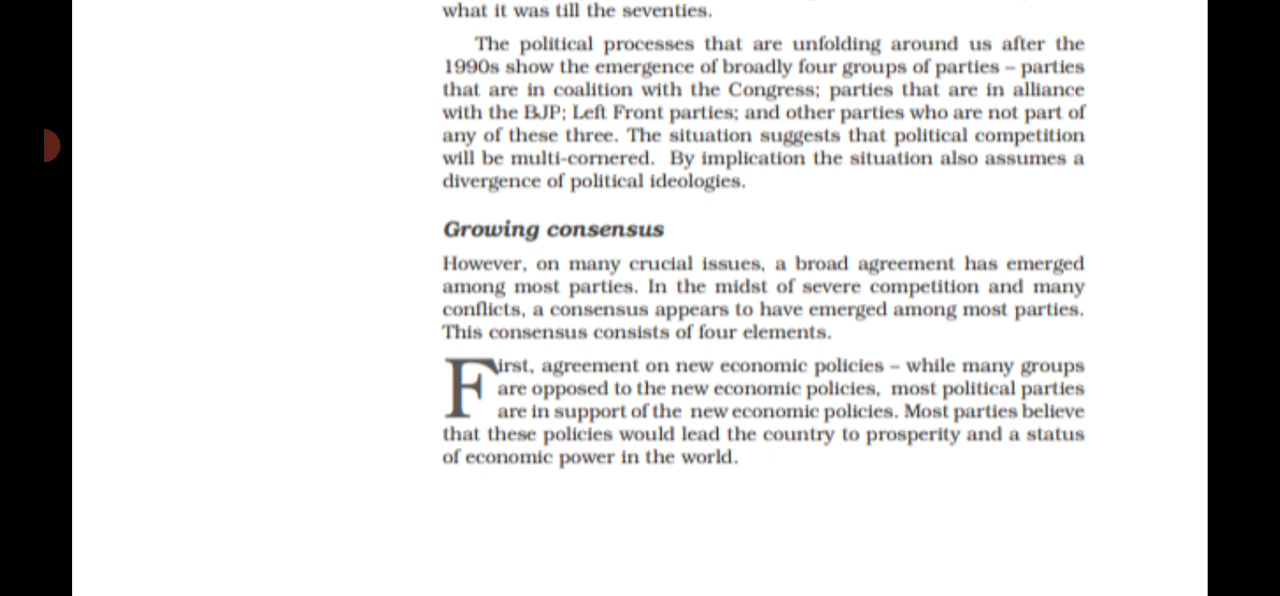 what it was till the seventies.
The political processes that are unfolding around us after the
1990s show the emergence of broadly four groups of parties – parties
that are in coalition with the Congress; parties that are in alliance
with the BJP; Left Front parties; and other parties who are not part of
any of these three. The situation suggests that political competition
will be multi-cornered. By implication the situation also assumes a
divergence of political ideologies.
Growing consensus
However, on many crucial issues, a broad agreement has emerged
among most parties. In the midst of severe competition and many
conflicts, a consensus appears to have emerged among most parties.
This consensus consists of four elements.
First, agreement on new economic policies – while many groups
are opposed to the new economic policies, most political parties
are in support of the new economic policies. Most parties believe
that these policies would lead the country to prosperity and a status
of economic power in the world.